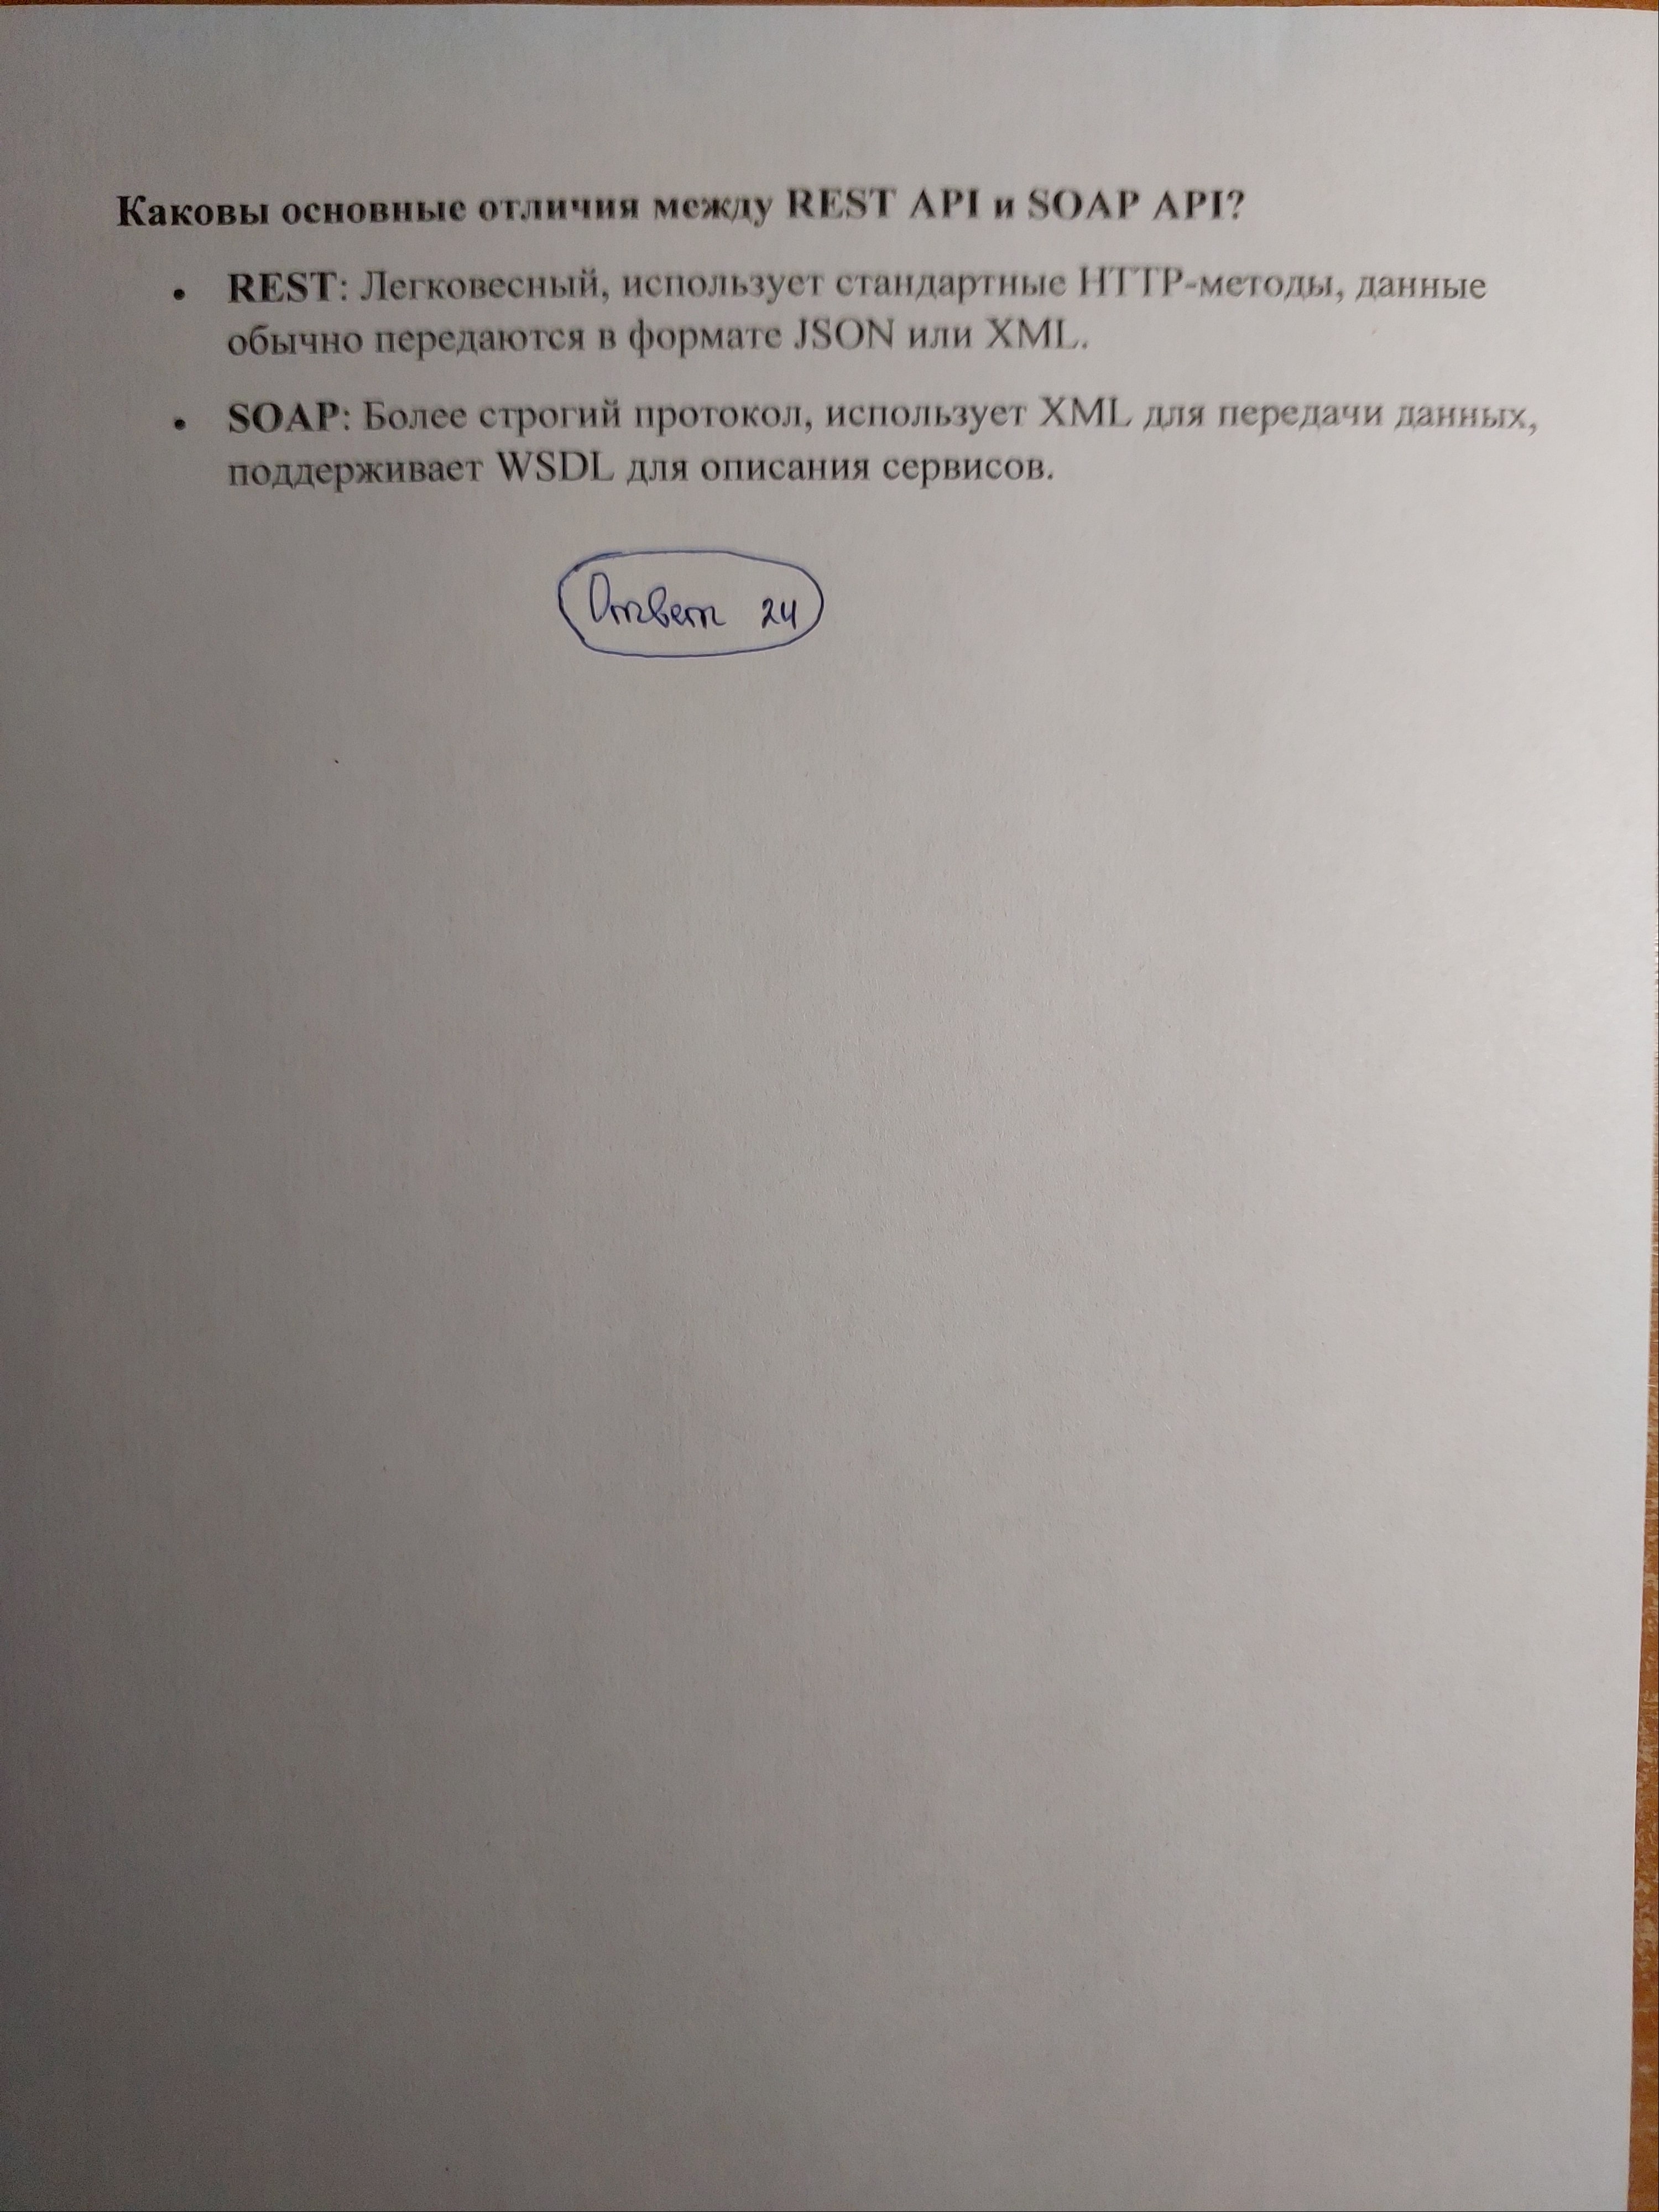 Каковы основные отличия между REST API и SOAP API?
• REST: Легковесный, использует стандартные HTTP-методы, данные
обычно передаются в формате JSON или XML.
• SOAP: Более строгий протокол, использует XML для передачи данных,
поддерживает WSDL для описания сервисов.
Ответ 24